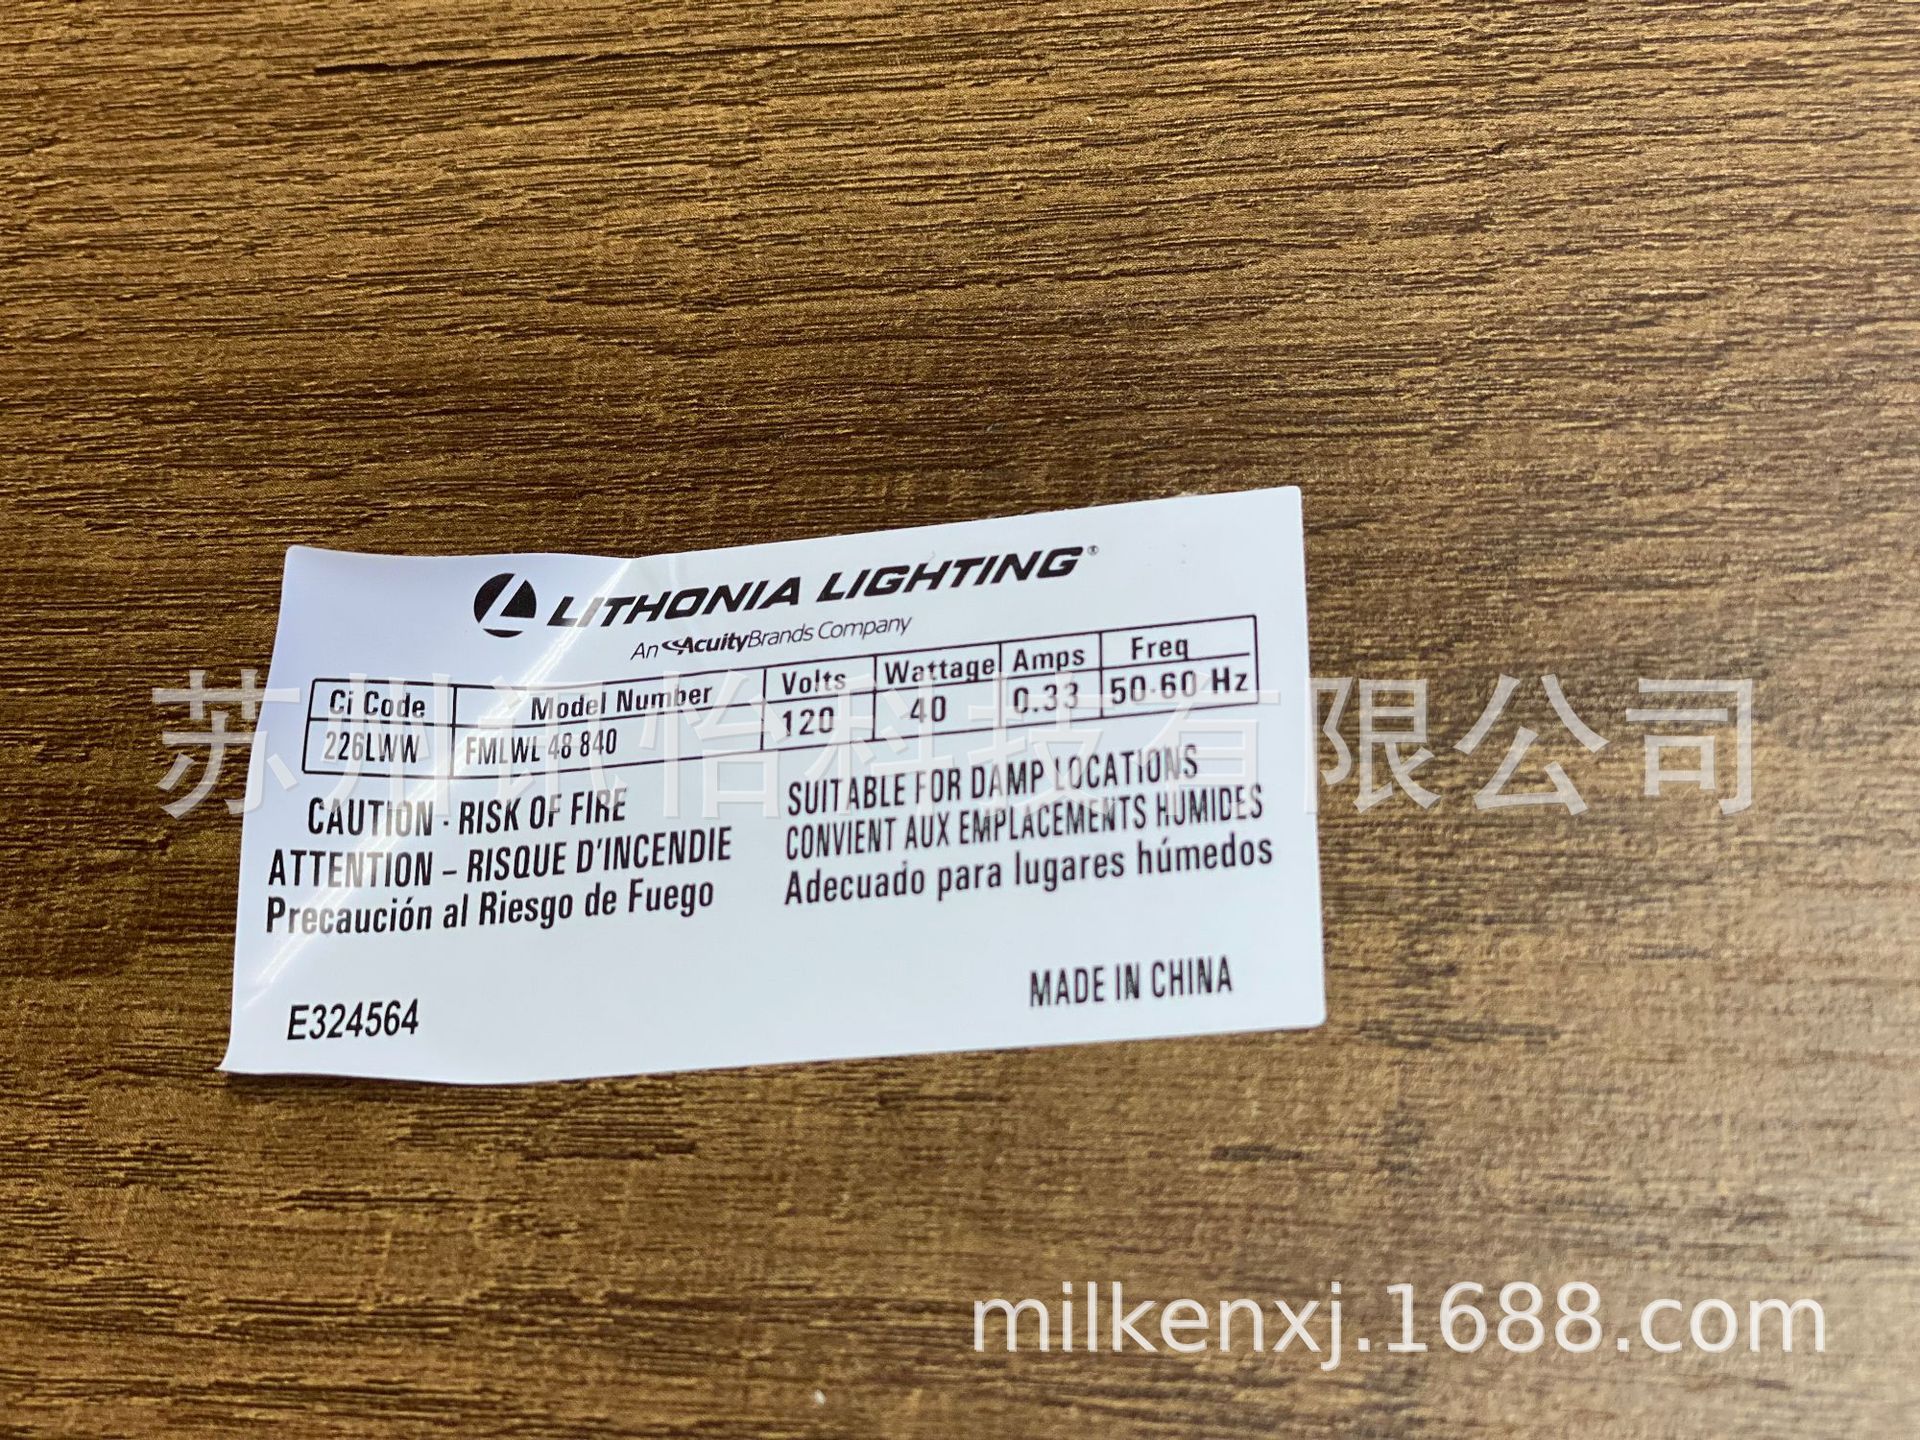 LITHONIA LIGHTING®
An AcuityBrands Company
Ci Code Model Number Volts Wattage Amps Freq
226LWW FMLWL 48 840 120 40 0.33 50-60 Hz
CAUTION - RISK OF FIRE
ATTENTION – RISQUE D'INCENDIE
Precaución al Riesgo de Fuego
SUITABLE FOR DAMP LOCATIONS
CONVIENT AUX EMPLACEMENTS HUMIDES
Adecuado para lugares húmedos
E324564
MADE IN CHINA
苏州讯怡科技有限公司
milkenxj.1688.com